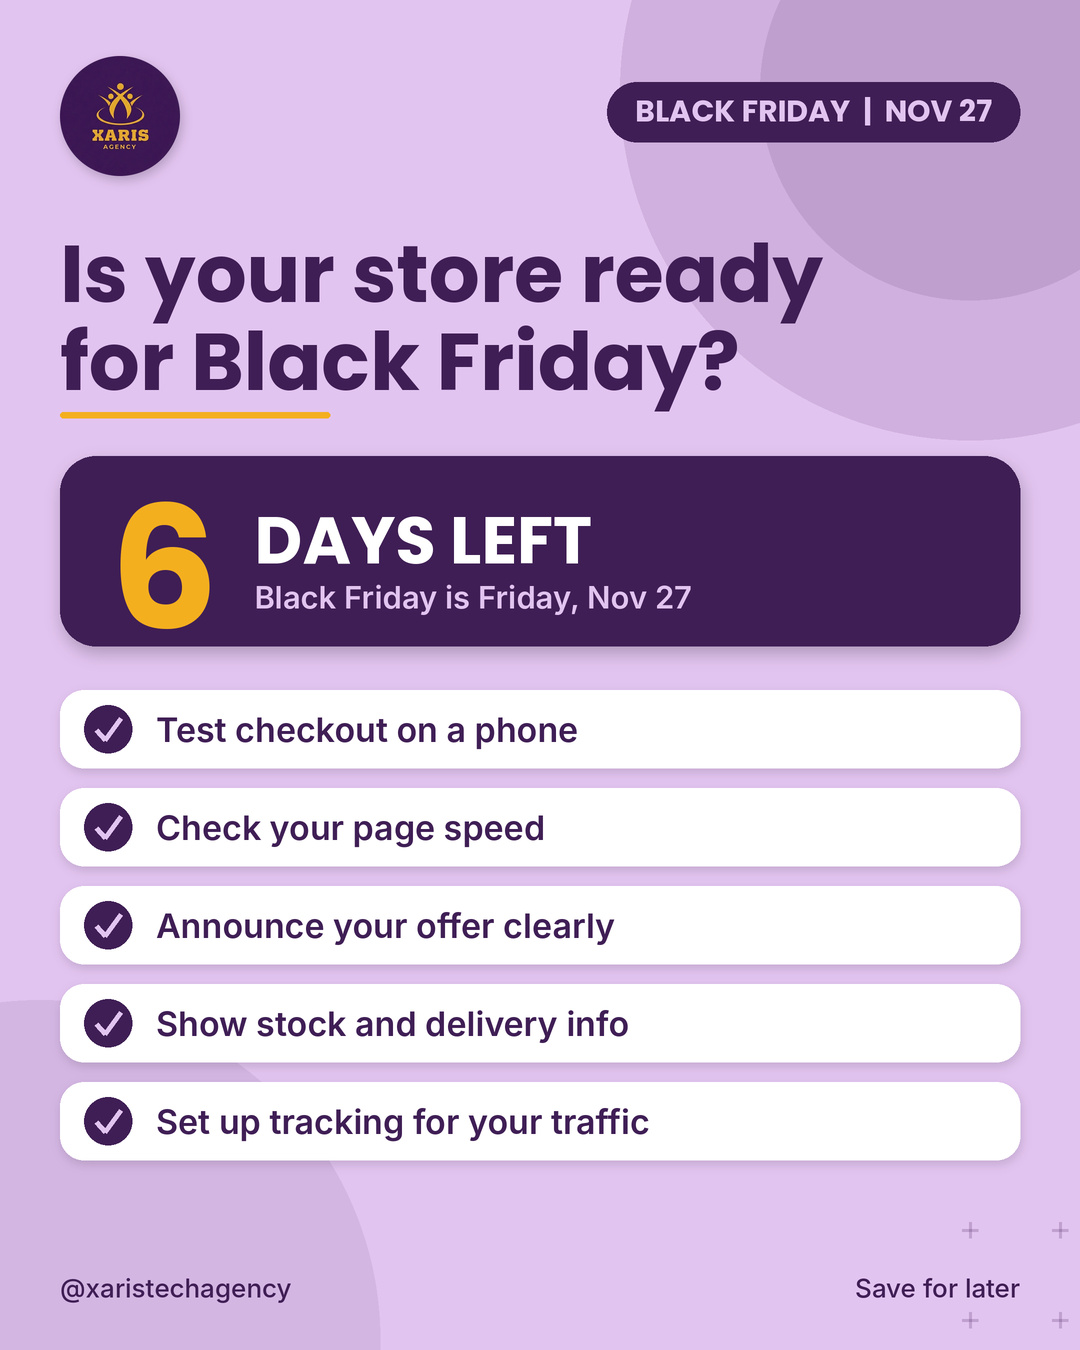 XARIS
AGENCY
BLACK FRIDAY | NOV 27
Is your store ready
for Black Friday?
6
DAYS LEFT
Black Friday is Friday, Nov 27
Test checkout on a phone
Check your page speed
Announce your offer clearly
Show stock and delivery info
Set up tracking for your traffic
@xaristechagency
Save for later